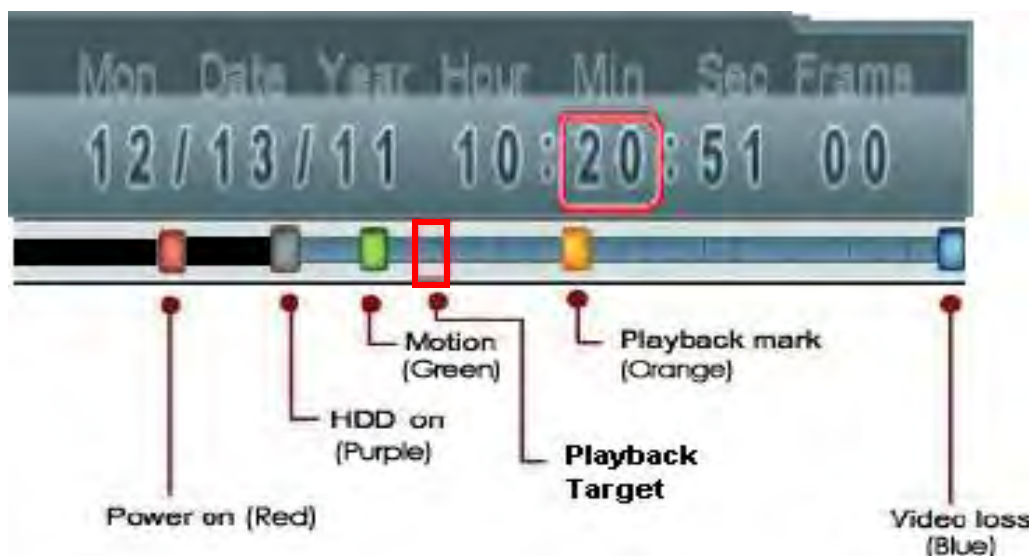 Mon Date Year Hour Min Sec Frame
12/13/11 10:20:51 00
Motion
(Green)
Playback mark
(Orange)
HDD on
(Purple)
Playback
Target
Power on (Red)
Video loss
(Blue)